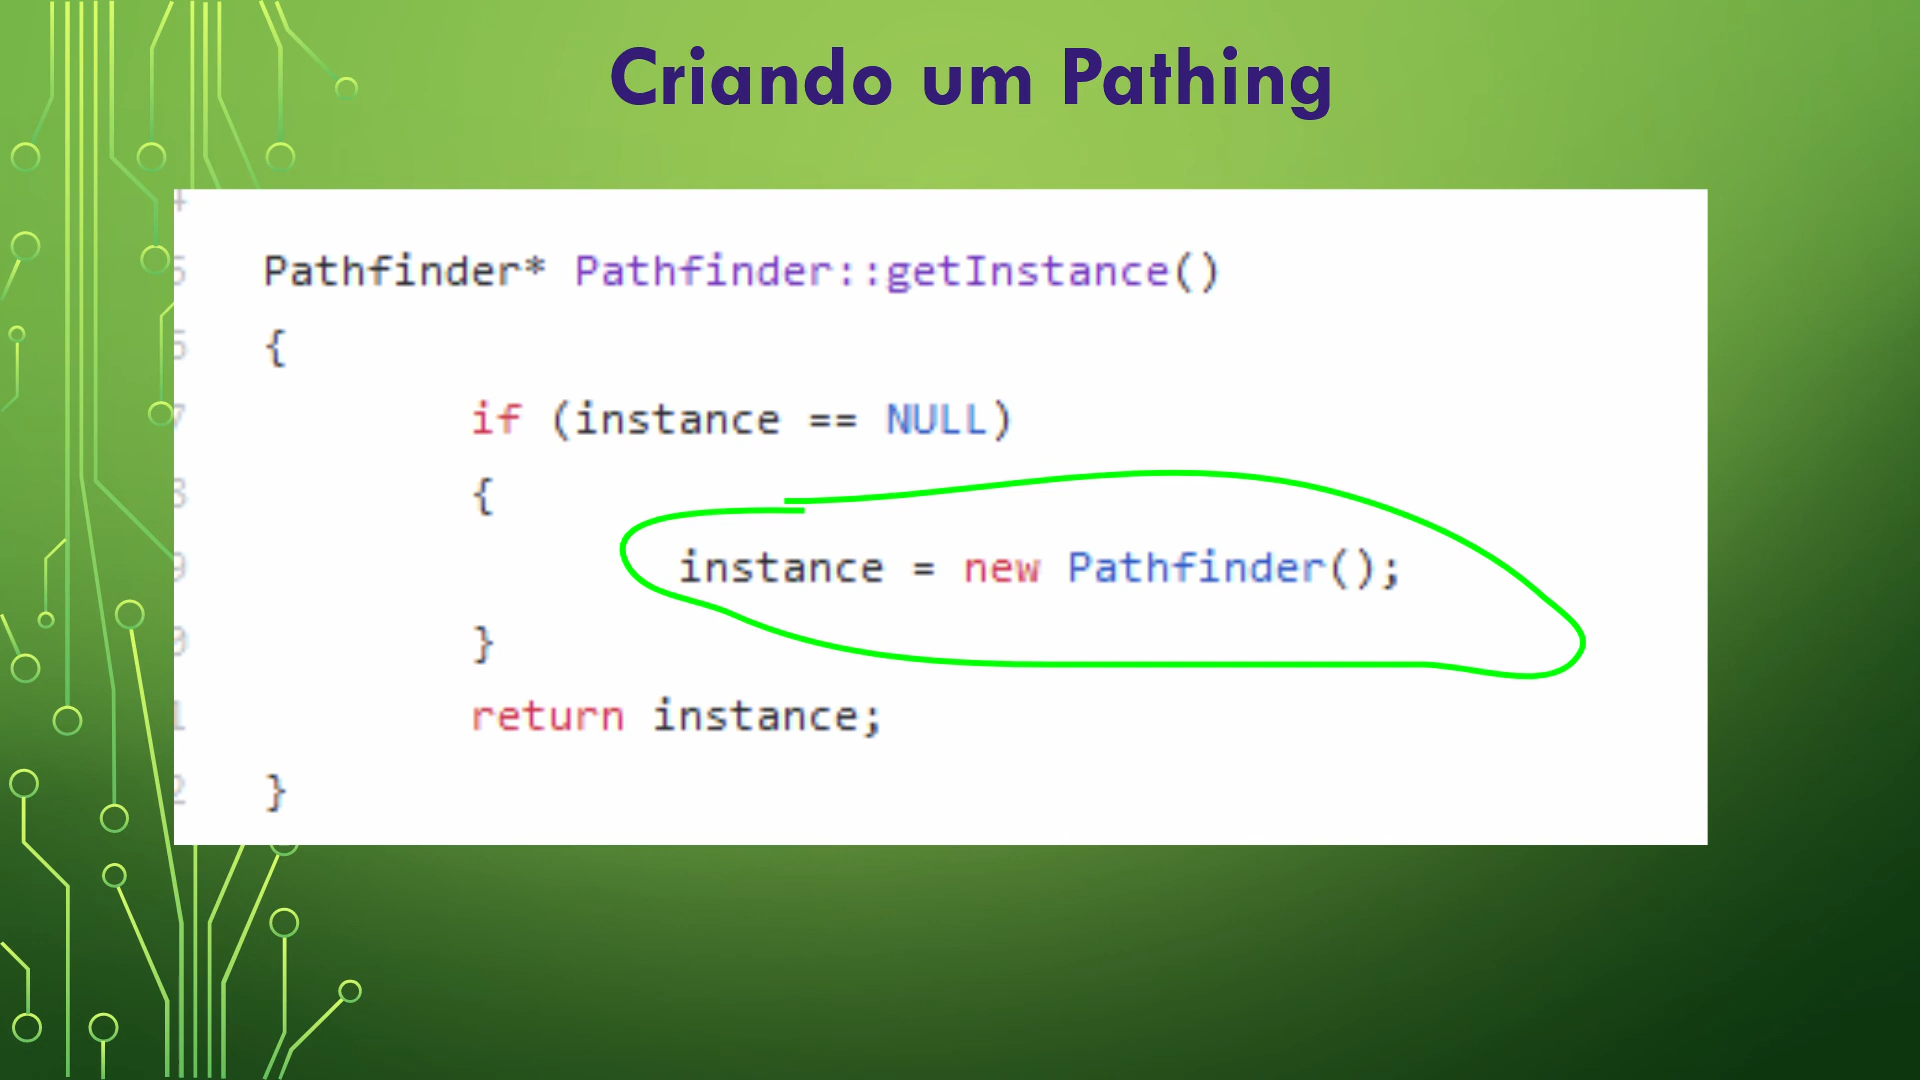 Criando um Pathing
Pathfinder* Pathfinder::getInstance()
{
if (instance == NULL)
{
instance = new Pathfinder();
}
return instance;
}